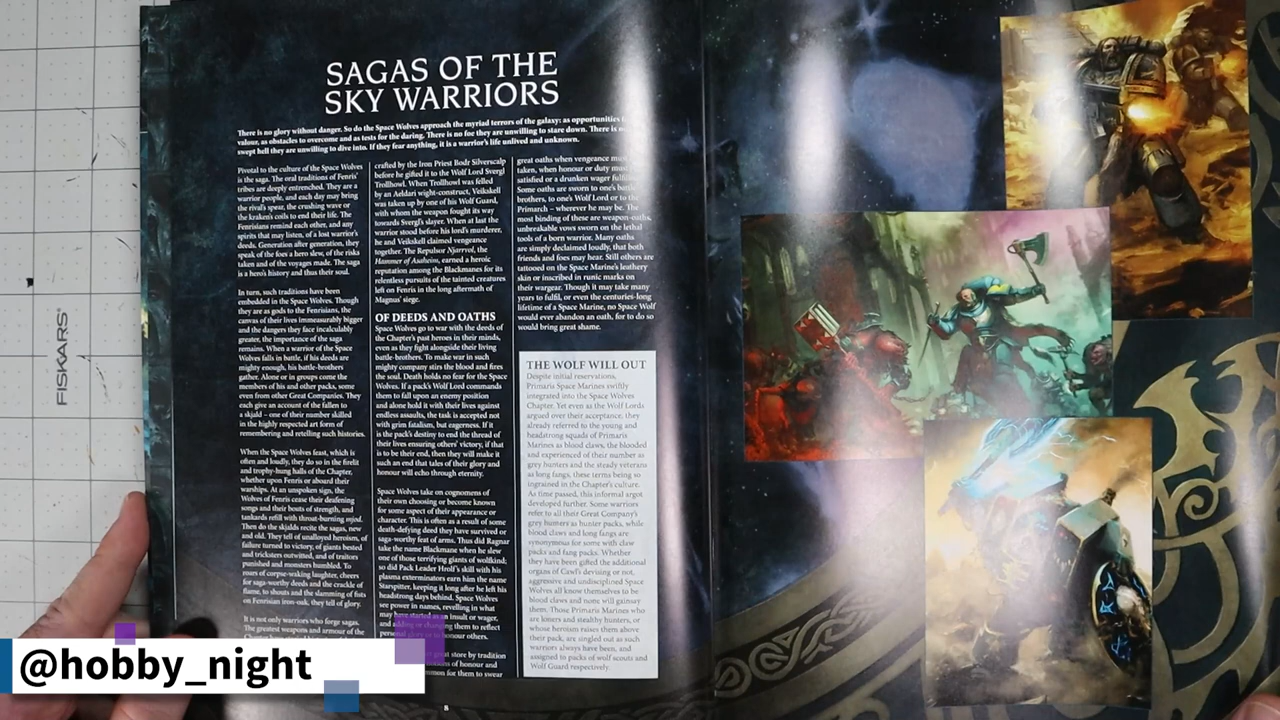 SAGAS OF THE
SKY WARRIORS
There is no glory without danger. So do the Space Wolves approach the myriad terrors of the galaxy: as opportunities
valour, as obstacles to overcome and as tests for the daring. There is no foe they are unwilling to stare down. There is
swept hell they are unwilling to dive into. If they fear anything, it is a warrior's life unlived and unknown.
Pivotal to the culture of the Space Wolves
is the saga. The oral traditions of Fenris'
tribes are deeply entrenched. They are a
warrior people, and each day may bring
the rival's spear, the crushing wave or
the kraken's coils to end their life. The
Fenrisians remind each other, and any
spirits that may listen, of a lost warrior's
deeds. Generation after generation, they
speak of the foes a hero slew, of the risks
taken and of the voyages made. The saga
is a hero's history and thus their soul.
In turn, such traditions have been
embedded in the Space Wolves. Though
they are as gods to the Fenrisians, the
canvas of their lives immeasurably bigger
and the dangers they face incalculably
greater, the importance of the saga
remains. When a warrior of the Space
Wolves falls in battle, if his deeds are
mighty enough, his battle-brothers
gather. Alone or in groups come the
members of his and other packs, some
even from other Great Companies. They
each give an account of the fallen to
a skjald – one of their number skilled
in the highly respected art form of
remembering and retelling such histories.
When the Space Wolves feast, which is
often and loudly, they do so in the firelit
and trophy-hung halls of the Chapter,
whether upon Fenris or aboard their
warships. At an unspoken sign, the
Wolves of Fenris cease their deafening
songs and their bouts of strength, and
tankards refill with throat-burning mjod.
Then do the skjalds recite the sagas, new
and old. They tell of unalloyed heroism, of
failure turned to victory, of giants bested
and tricksters outwitted, and of traitors
punished and monsters humbled. To
roars of corpse-waking laughter, cheers
for saga-worthy deeds and the crackle of
flame, to shouts and the slamming of fists
on Fenrisian iron-oak, they tell of glory.
It is not only warriors who forge sagas.
The greatest weapons and armour of the
crafted by the Iron Priest Bodr Silverscalp
before he gifted it to the Wolf Lord Svergl
Trollhowl. When Trollhowl was felled
by an Aeldari wight-construct, Veikskell
was taken up by one of his Wolf Guard,
with whom the weapon fought its way
towards Svergl's slayer. When at last the
warrior stood before his lord's murderer,
he and Veikskell claimed vengeance
together. The Repulsor Njarrvol, the
Hammer of Asaheim, earned a heroic
reputation among the Blackmanes for its
relentless pursuits of the tainted creatures
left on Fenris in the long aftermath of
Magnus' siege.
OF DEEDS AND OATHS
Space Wolves go to war with the deeds of
the Chapter's past heroes in their minds,
even as they fight alongside their living
battle-brothers. To make war in such
mighty company stirs the blood and fires
the soul. Death holds no fear for the Space
Wolves. If a pack's Wolf Lord commands
them to fall upon an enemy position
and alone hold it with their lives against
endless assaults, the task is accepted not
with grim fatalism, but eagerness. If it
is the pack's destiny to end the thread of
their lives ensuring others' victory, if that
is to be their end, then they will make it
such an end that tales of their glory and
honour will echo through eternity.
Space Wolves take on cognomens of
their own choosing or become known
for some aspect of their appearance or
character. This is often as a result of some
death-defying deed they have survived or
saga-worthy feat of arms. Thus did Ragnar
take the name Blackmane when he slew
one of those terrifying giants of wolfkind;
so did Pack Leader Hrolf's skill with his
plasma exterminators earn him the name
Starspitter, keeping it long after he left his
headstrong days behind. Space Wolves
see power in names, revelling in what
may have started as an insult or wager,
and adding or changing them to reflect
personal glory or to honour others.
great store by tradition
of honour and
for them to swear
great oaths when vengeance
taken, when honour or duty
satisfied or a drunken wager
Some oaths are sworn to one's
brothers, to one's Wolf Lord or to the
Primarch – wherever he may be. The
most binding of these are weapon-oaths,
unbreakable vows sworn on the lethal
tools of a born warrior. Many oaths
are simply declaimed loudly, that both
friends and foes may hear. Still others are
tattooed on the Space Marine's leathery
skin or inscribed in runic marks on
their wargear. Though it may take many
years to fulfil, or even the centuries-long
lifetime of a Space Marine, no Space Wolf
would ever abandon an oath, for to do so
would bring great shame.
THE WOLF WILL OUT
Despite initial reservations,
Primaris Space Marines swiftly
integrated into the Space Wolves
Chapter. Yet even as the Wolf Lords
argued over their acceptance, they
already referred to the young and
headstrong squads of Primaris
Marines as blood claws, the blooded
and experienced of their number as
grey hunters and the steady veterans
as long fangs, these terms being so
ingrained in the Chapter's culture.
As time passed, this informal argot
developed further. Some warriors
refer to all their Great Company's
grey hunters as hunter packs, while
blood claws and long fangs are
synonymous for some with claw
packs and fang packs. Whether
they have been gifted the additional
organs of Cawl's devising or not,
aggressive and undisciplined Space
Wolves all know themselves to be
blood claws and none will gainsay
them. Those Primaris Marines who
are loners and stealthy hunters, or
whose heroism raises them above
their pack, are singled out as such
warriors always have been, and
assigned to packs of wolf scouts and
Wolf Guard respectively.
8
FISKARS®
@hobby_night